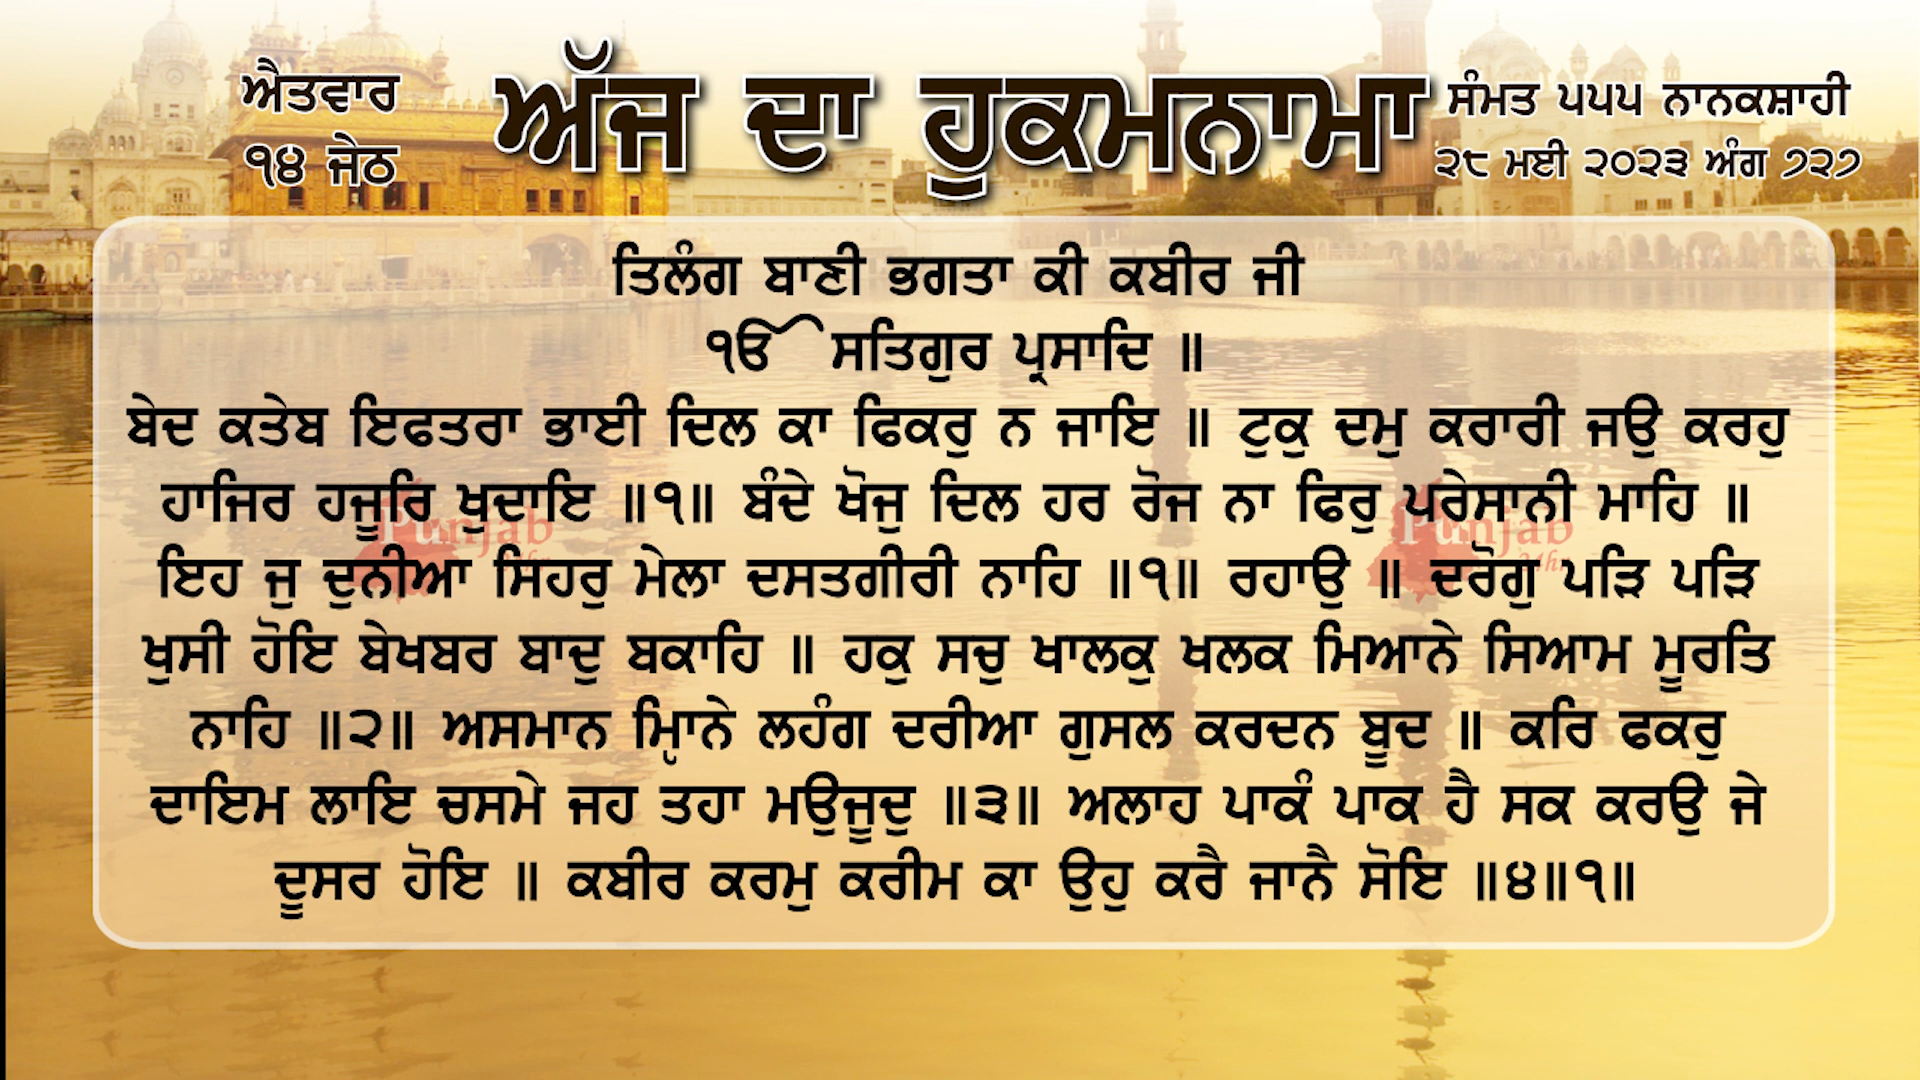 ਐਤਵਾਰ
੧੪ ਜੇਠ
ਅੱਜ ਦਾ ਹੁਕਮਨਾਮਾ
ਸੰਮਤ ੫੫੫ ਨਾਨਕਸ਼ਾਹੀ
੨੮ ਮਈ ੨੦੨੩ ਅੰਗ ੭੨੭
ਤਿਲੰਗ ਬਾਣੀ ਭਗਤਾ ਕੀ ਕਬੀਰ ਜੀ
ੴ ਸਤਿਗੁਰ ਪ੍ਰਸਾਦਿ ॥
ਬੇਦ ਕਤੇਬ ਇਫਤਰਾ ਭਾਈ ਦਿਲ ਕਾ ਫਿਕਰੁ ਨ ਜਾਇ ॥ ਟੁਕੁ ਦਮੁ ਕਰਾਰੀ ਜਉ ਕਰਹੁ
ਹਾਜਿਰ ਹਜੂਰਿ ਖੁਦਾਇ ॥੧॥ ਬੰਦੇ ਖੋਜੁ ਦਿਲ ਹਰ ਰੋਜ ਨਾ ਫਿਰੁ ਪਰੇਸਾਨੀ ਮਾਹਿ ॥
ਇਹ ਜੁ ਦੁਨੀਆ ਸਿਹਰੁ ਮੇਲਾ ਦਸਤਗੀਰੀ ਨਾਹਿ ॥੧॥ ਰਹਾਉ ॥ ਦਰੋਗੁ ਪੜਿ ਪੜਿ
ਖੁਸੀ ਹੋਇ ਬੇਖਬਰ ਬਾਦੁ ਬਕਾਹਿ ॥ ਹਕੁ ਸਚੁ ਖਾਲਕੁ ਖਲਕ ਮਿਆਨੇ ਸਿਆਮ ਮੂਰਤਿ
ਨਾਹਿ ॥੨॥ ਅਸਮਾਨ ਮ੍ਯਿਾਨੇ ਲਹੰਗ ਦਰੀਆ ਗੁਸਲ ਕਰਦਨ ਬੂਦ ॥ ਕਰਿ ਫਕਰੁ
ਦਾਇਮ ਲਾਇ ਚਸਮੇ ਜਹ ਤਹਾ ਮਉਜੂਦੁ ॥੩॥ ਅਲਾਹ ਪਾਕੰ ਪਾਕ ਹੈ ਸਕ ਕਰਉ ਜੇ
ਦੂਸਰ ਹੋਇ ॥ ਕਬੀਰ ਕਰਮੁ ਕਰੀਮ ਕਾ ਉਹੁ ਕਰੈ ਜਾਨੈ ਸੋਇ ॥੪॥੧॥
Punjab
Punjab